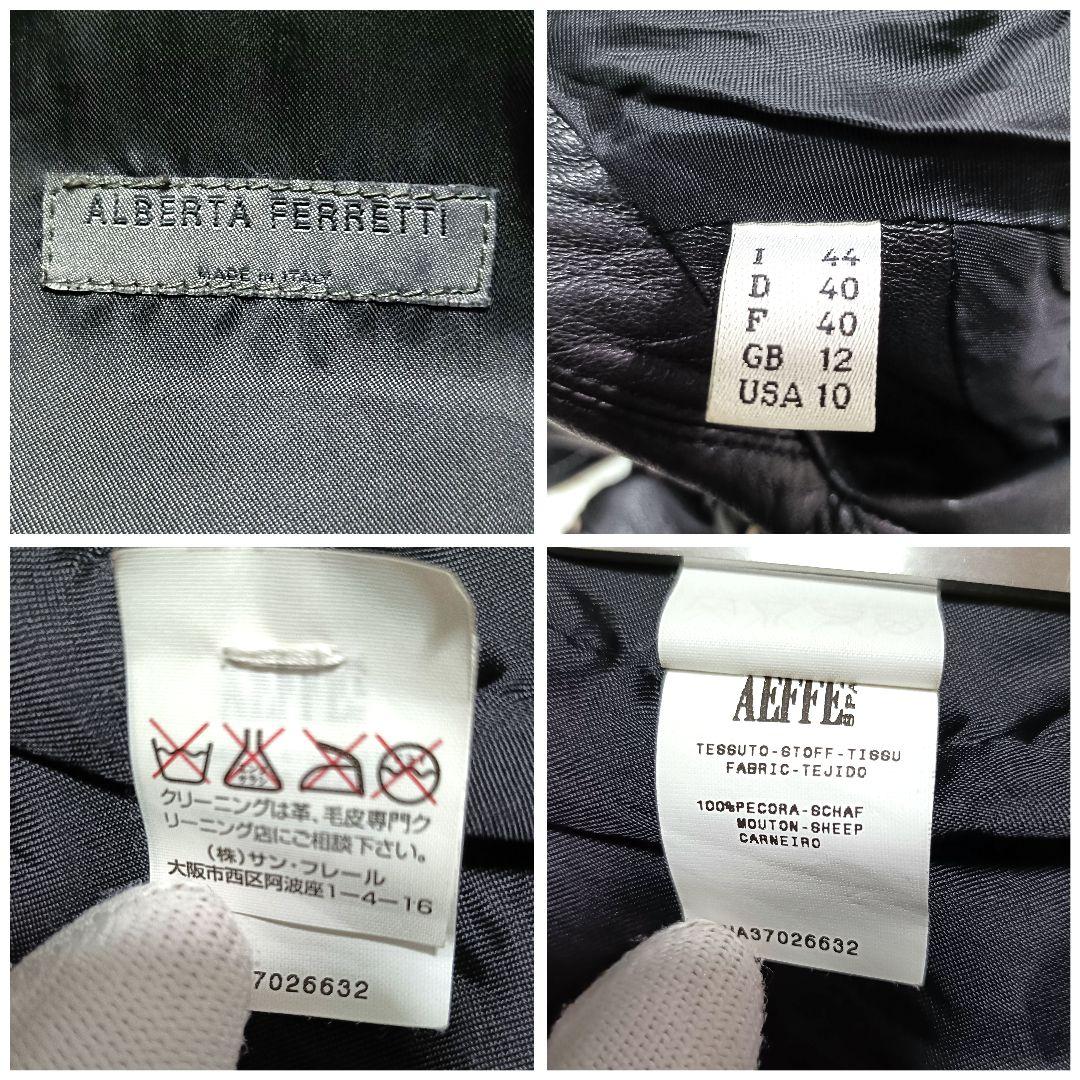 ALBERTA FERRETTI
MADE IN ITALY
I 44
D 40
F 40
GB 12
USA 10
クリーニングは革、毛皮専門ク
リーニング店にご相談下さい。
(株)サン・フレール
大阪市西区阿波座1-4-16
7026632
AEFFE SPA
TESSUTO-STOFF-TISSU
FABRIC-TEJIDO
100%PECORA-SCHAF
MOUTON-SHEEP
CARNEIRO
A37026632